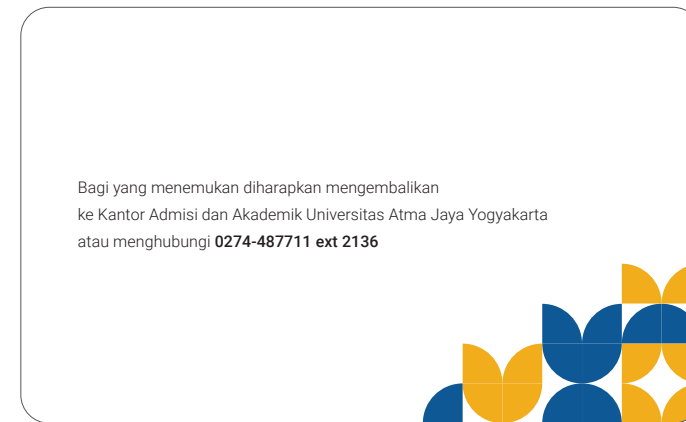 Bagi yang menemukan diharapkan mengembalikan
ke Kantor Admisi dan Akademik Universitas Atma Jaya Yogyakarta
atau menghubungi 0274-487711 ext 2136